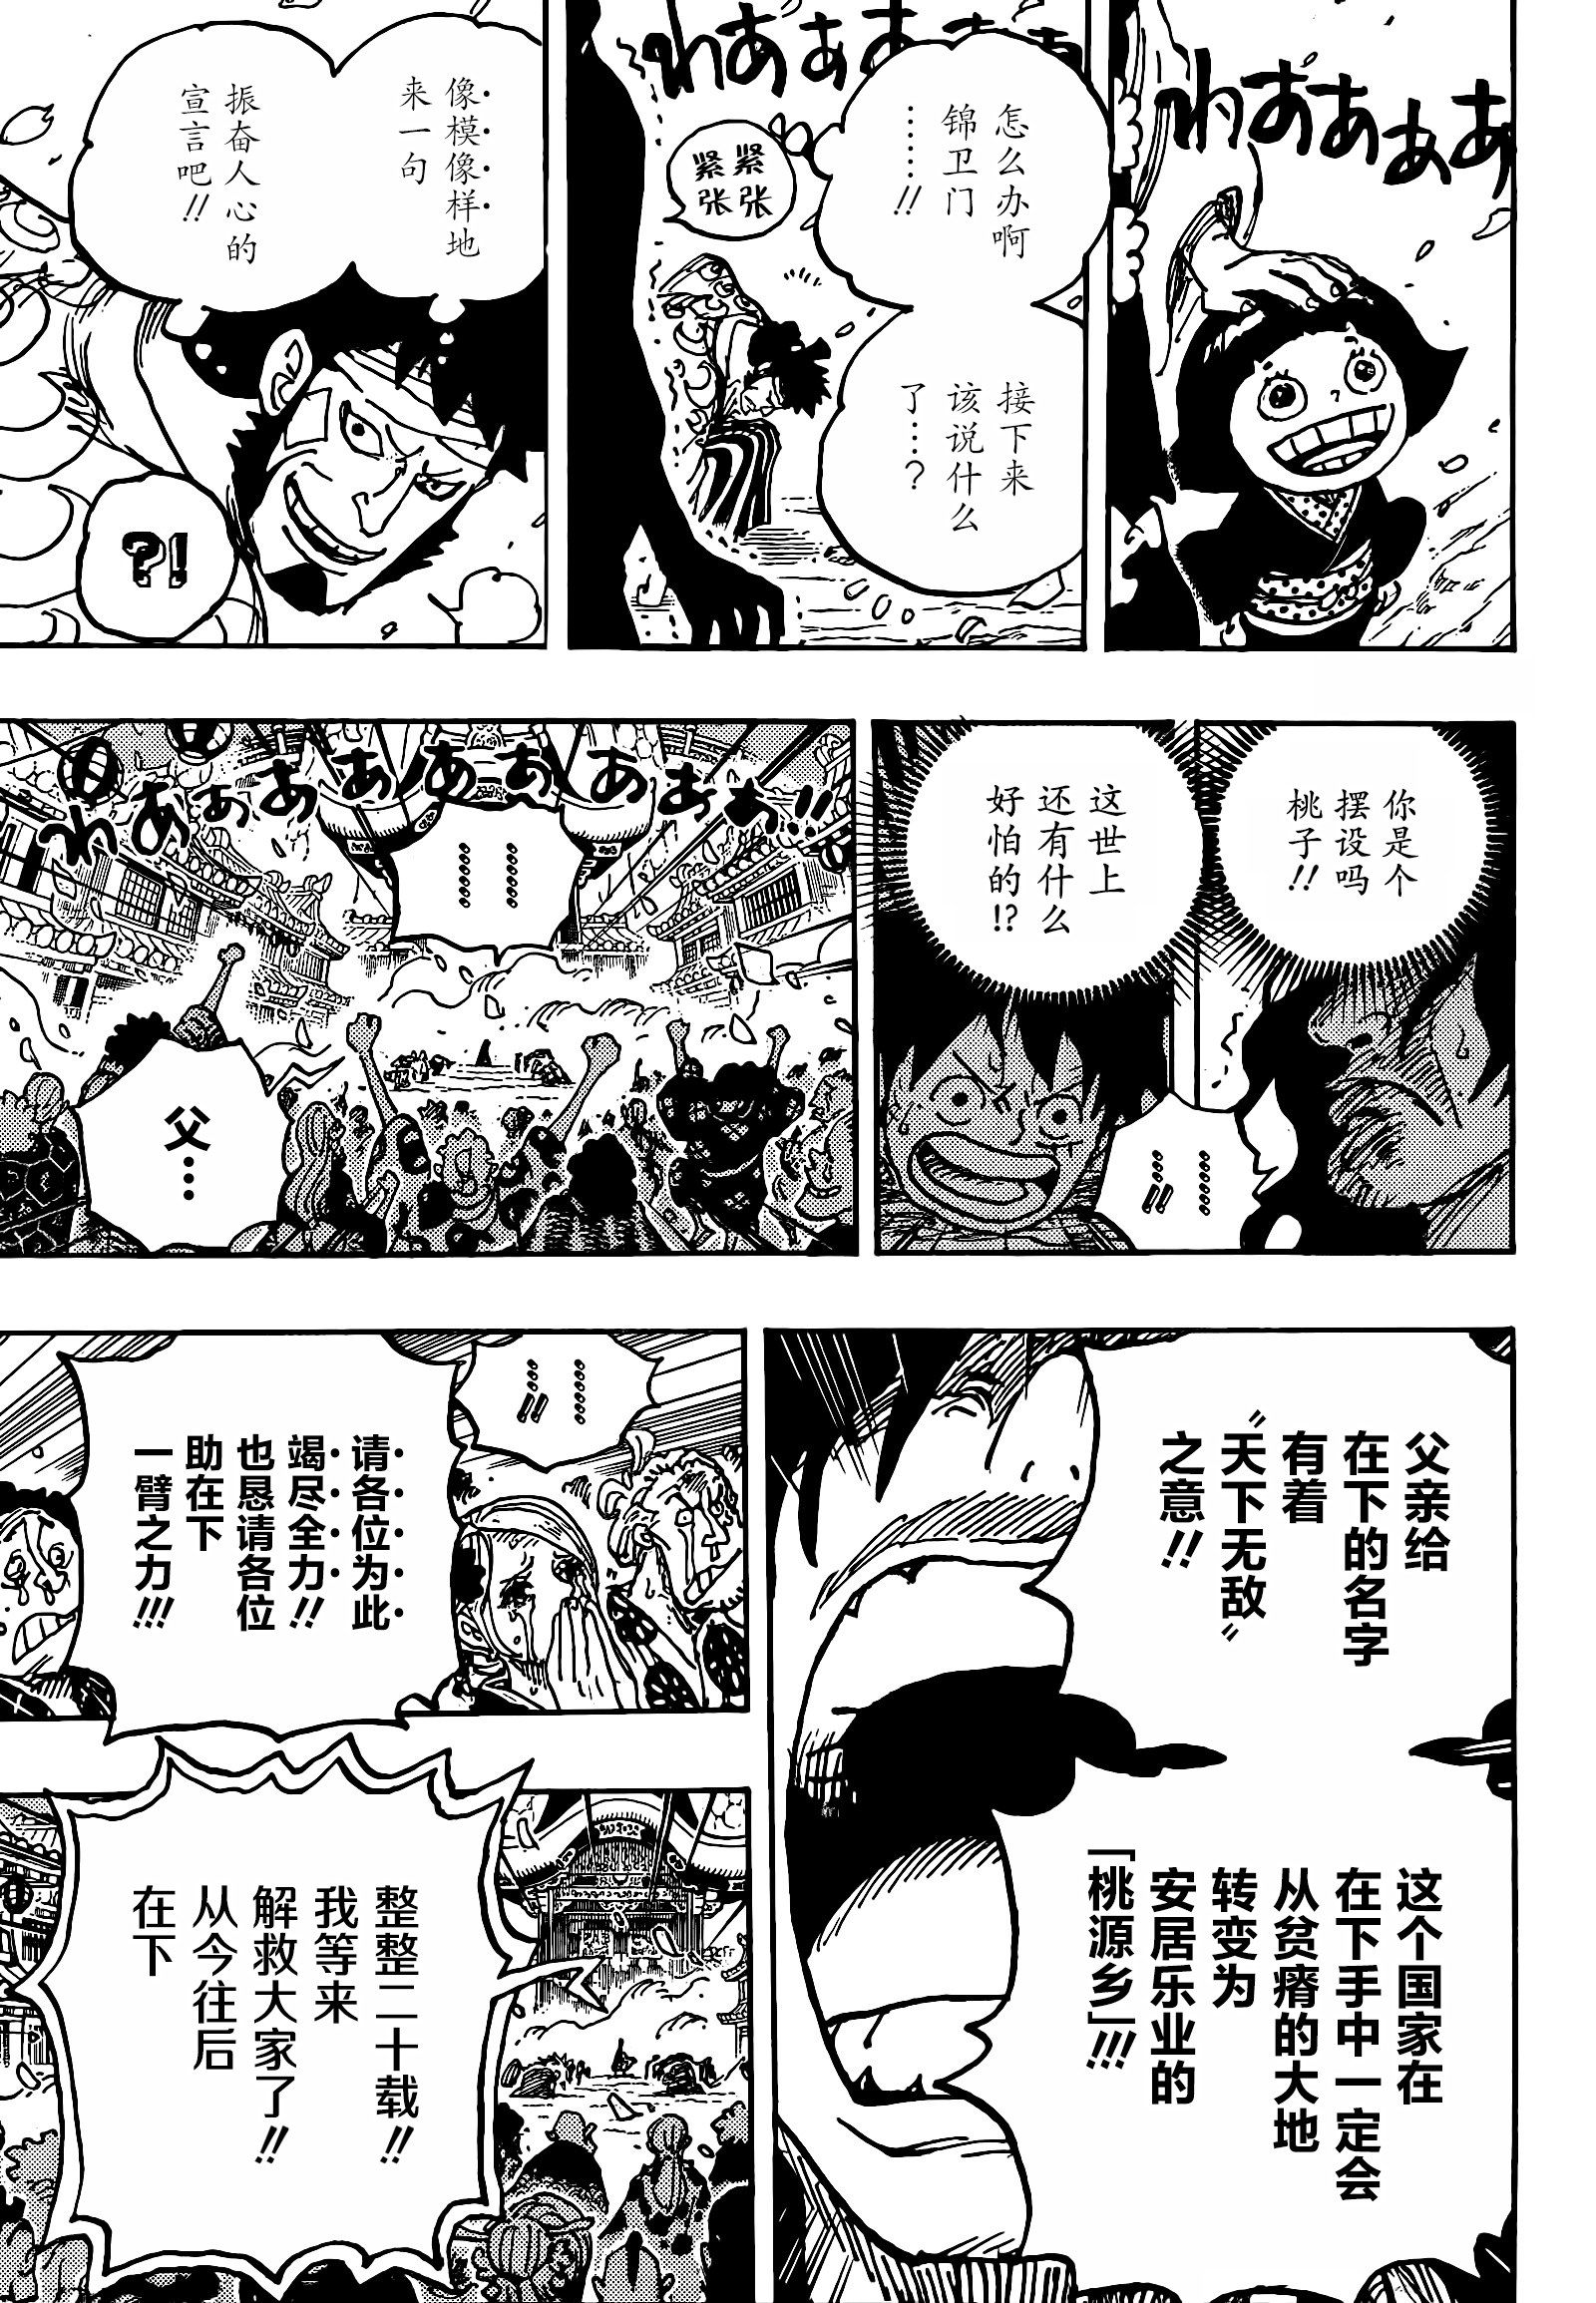 わあああぁ
わあぁあぁぁ
怎么办啊
锦卫门
……!!
接下来
该说什么
了…?
紧紧
张张
像模像样地
来一句
振奋人心的
宣言吧!!
?!
你是个
摆设吗
桃子!!
这世上
还有什么
好怕的!?
……
…!!
わあぁああああぁぁ!!
……
……
父…
父亲给
在下的名字
有着
“天下无敌”
之意!!
这个国家在
在下手中一定会
从贫瘠的大地
转变为
安居乐业的
「桃源乡」!!!
……
…!!
请各位为此
竭尽全力!!
也恳请各位
助在下
一臂之力!!!
整整二十载!!
我等来
解救大家了!!
从今往后
在下